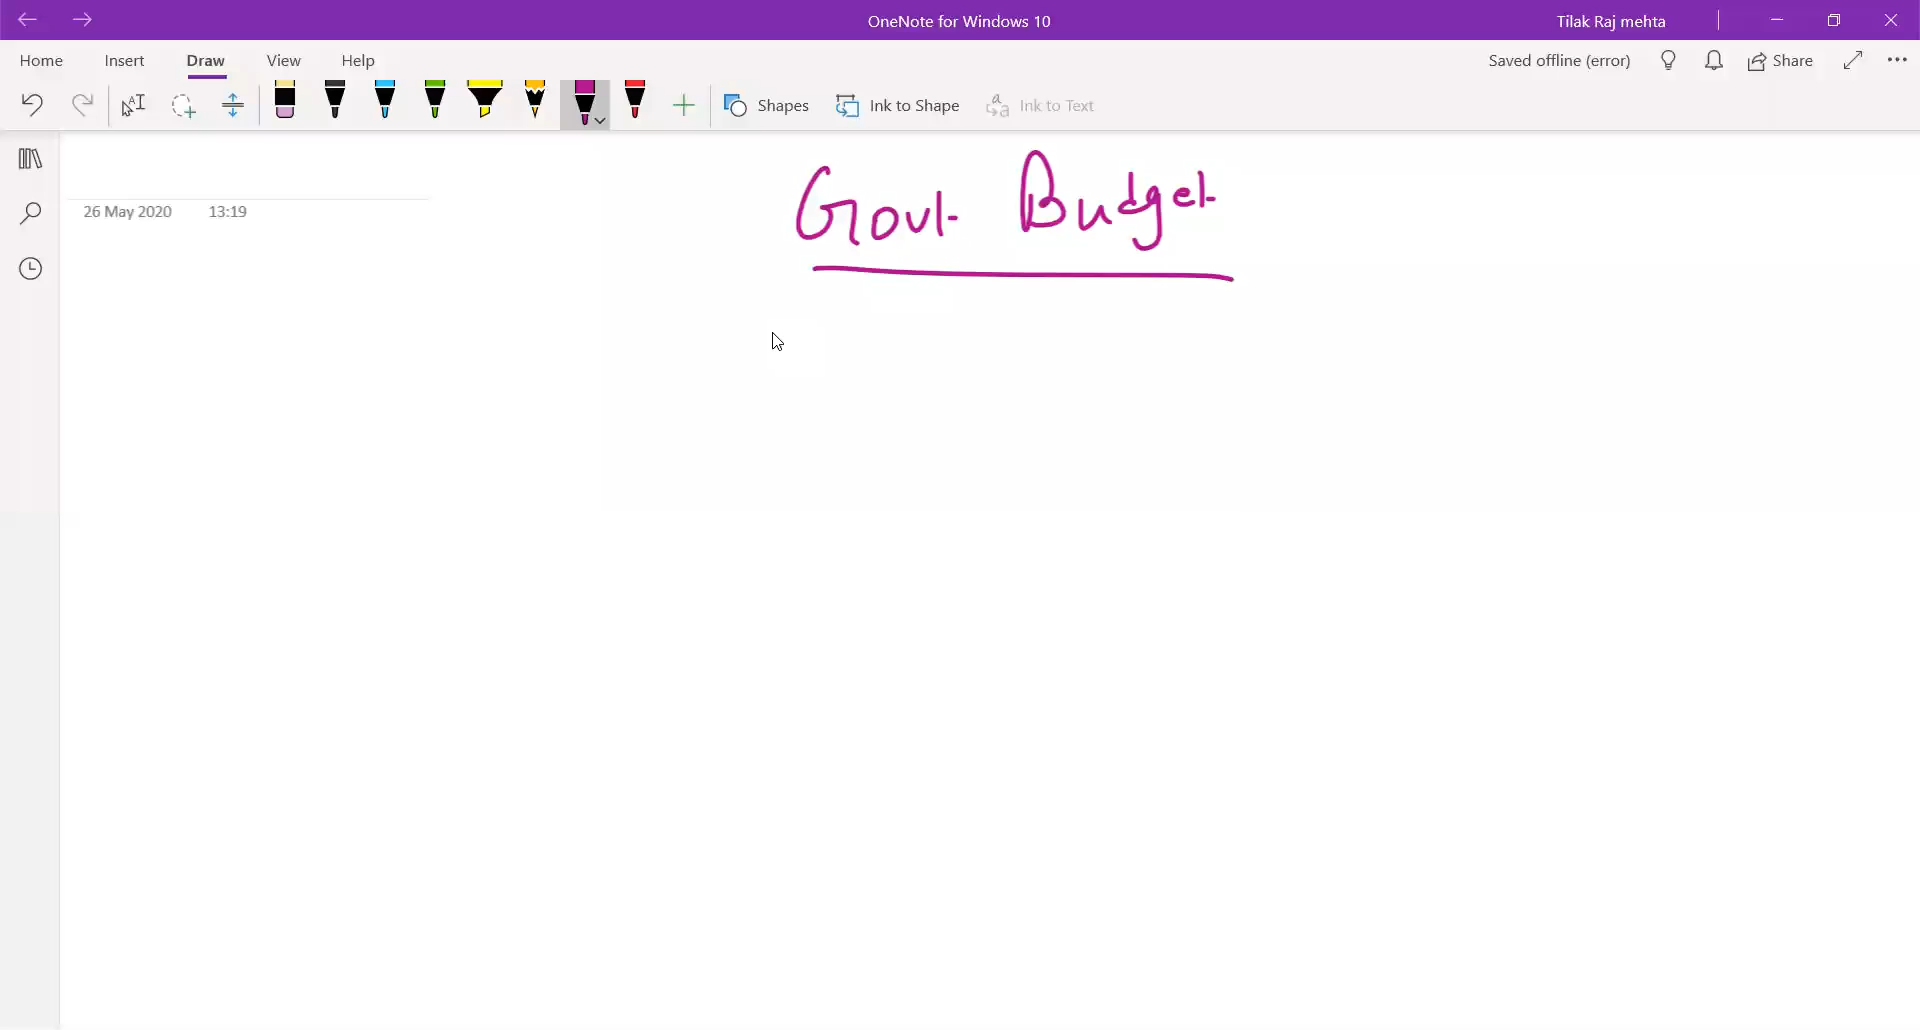 OneNote for Windows 10
Tilak Raj mehta
Home Insert Draw View Help
Saved offline (error) Share
Shapes Ink to Shape Ink to Text
Govt Budget
26 May 2020 13:19